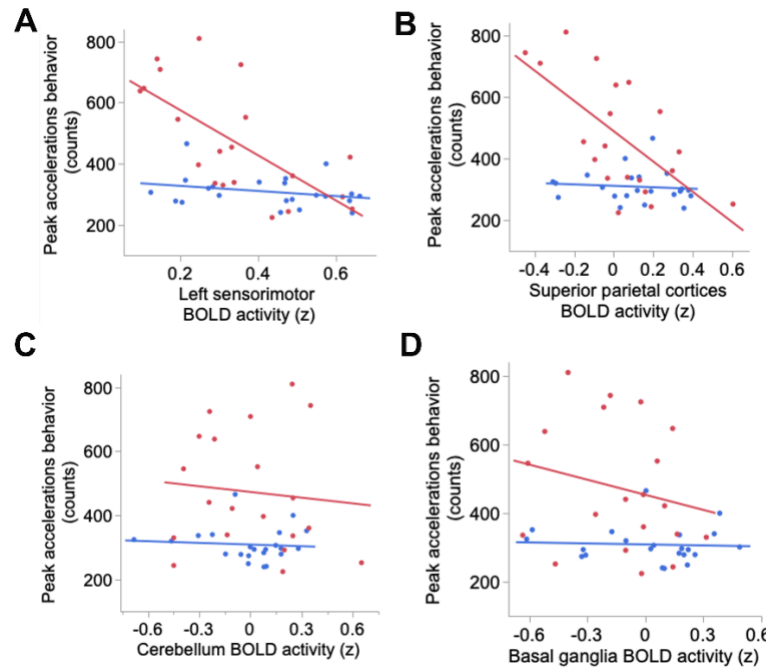 A
Peak accelerations behavior
(counts)
800
600
400
200
0.2
0.4
0.6
Left sensorimotor
BOLD activity (z)
B
Peak accelerations behavior
(counts)
800
600
400
200
-0.4
-0.2
0
0.2
0.4
0.6
Superior parietal cortices
BOLD activity (z)
C
Peak accelerations behavior
(counts)
800
600
400
200
-0.6
-0.3
0
0.3
0.6
Cerebellum BOLD activity (z)
D
Peak accelerations behavior
(counts)
800
600
400
200
-0.6
-0.3
0
0.3
0.6
Basal ganglia BOLD activity (z)